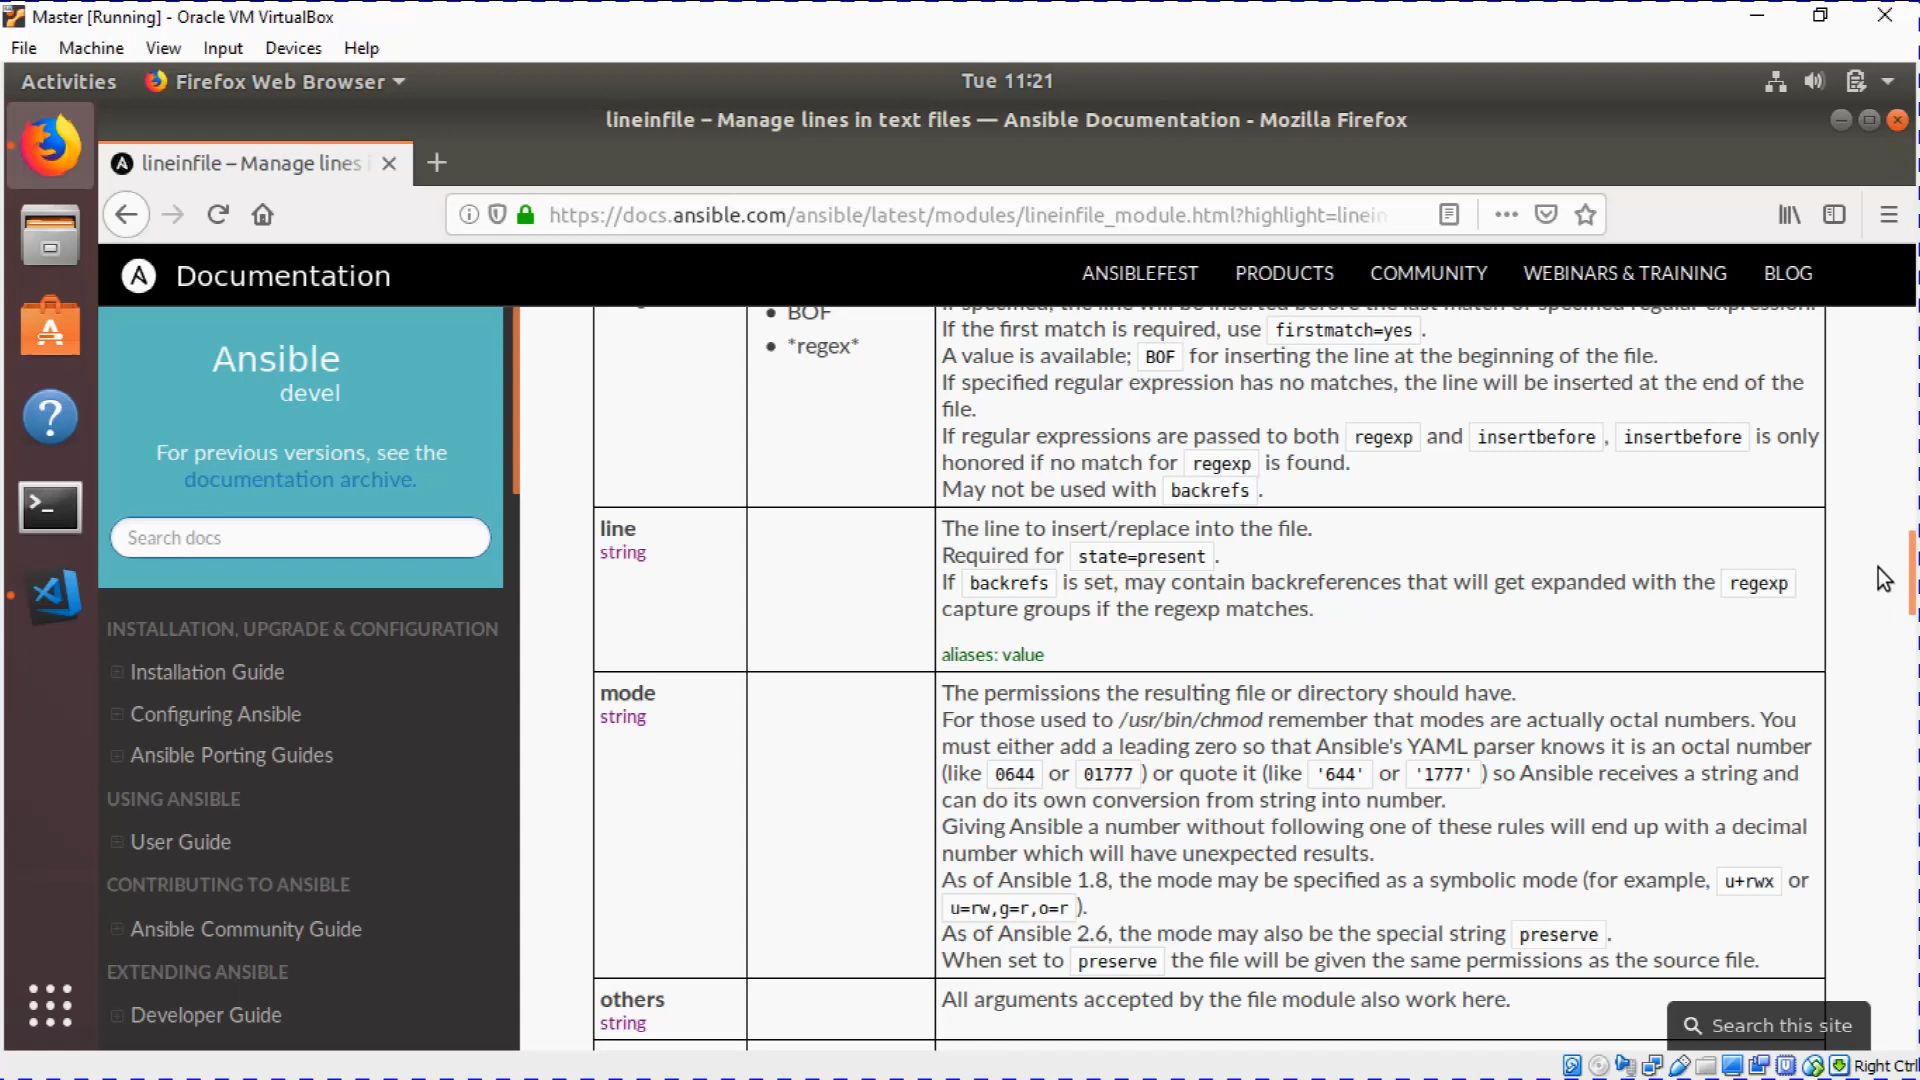 Master [Running] - Oracle VM VirtualBox
File Machine View Input Devices Help
Activities Firefox Web Browser Tue 11:21
lineinfile – Manage lines in text files — Ansible Documentation - Mozilla Firefox
lineinfile – Manage lines
https://docs.ansible.com/ansible/latest/modules/lineinfile_module.html?highlight=linein
Documentation
ANSIBLEFEST PRODUCTS COMMUNITY WEBINARS & TRAINING BLOG
Ansible
devel
For previous versions, see the
documentation archive.
Search docs
INSTALLATION, UPGRADE & CONFIGURATION
Installation Guide
Configuring Ansible
Ansible Porting Guides
USING ANSIBLE
User Guide
CONTRIBUTING TO ANSIBLE
Ansible Community Guide
EXTENDING ANSIBLE
Developer Guide
BOF
*regex*
If specified, the line will be inserted before the last match of specified regular expression.
If the first match is required, use firstmatch=yes .
A value is available; BOF for inserting the line at the beginning of the file.
If specified regular expression has no matches, the line will be inserted at the end of the
file.
If regular expressions are passed to both regexp and insertbefore , insertbefore is only
honored if no match for regexp is found.
May not be used with backrefs .
line
string
The line to insert/replace into the file.
Required for state=present .
If backrefs is set, may contain backreferences that will get expanded with the regexp
capture groups if the regexp matches.
aliases: value
mode
string
The permissions the resulting file or directory should have.
For those used to /usr/bin/chmod remember that modes are actually octal numbers. You
must either add a leading zero so that Ansible's YAML parser knows it is an octal number
(like 0644 or 01777 ) or quote it (like '644' or '1777' ) so Ansible receives a string and
can do its own conversion from string into number.
Giving Ansible a number without following one of these rules will end up with a decimal
number which will have unexpected results.
As of Ansible 1.8, the mode may be specified as a symbolic mode (for example, u+rwx or
u=rw,g=r,o=r ).
As of Ansible 2.6, the mode may also be the special string preserve .
When set to preserve the file will be given the same permissions as the source file.
others
string
All arguments accepted by the file module also work here.
Search this site
Right Ctrl